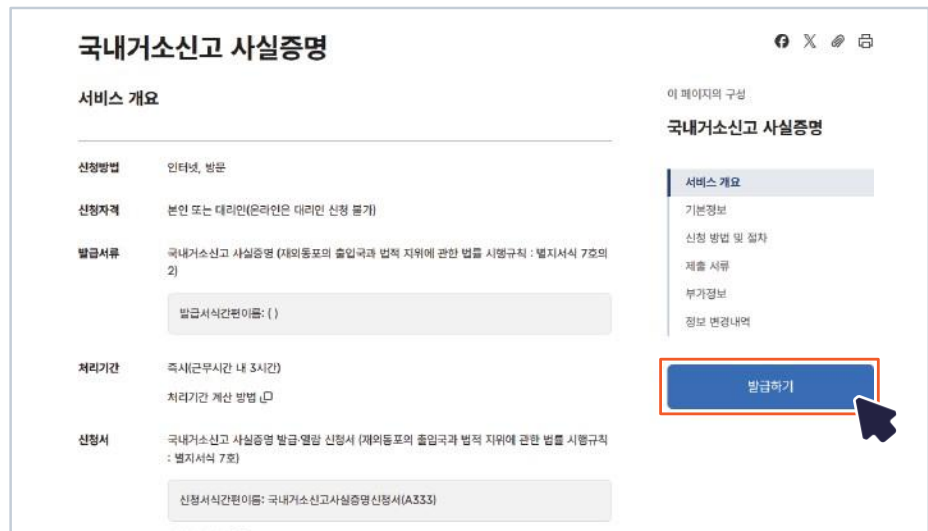 국내거소신고 사실증명
서비스 개요
신청방법 인터넷, 방문
신청자격 본인 또는 대리인(온라인은 대리인 신청 불가)
발급서류 국내거소신고 사실증명 (재외동포의 출입국과 법적 지위에 관한 법률 시행규칙 : 별지서식 7호의
2)
발급서식간편이름: ( )
처리기간 즉시(근무시간 내 3시간)
처리기간 계산 방법
신청서 국내거소신고 사실증명 발급·열람 신청서 (재외동포의 출입국과 법적 지위에 관한 법률 시행규칙
: 별지서식 7호)
신청서식간편이름: 국내거소신고사실증명신청서(A333)
이 페이지의 구성
국내거소신고 사실증명
서비스 개요
기본정보
신청 방법 및 절차
제출 서류
부가정보
정보 변경내역
발급하기